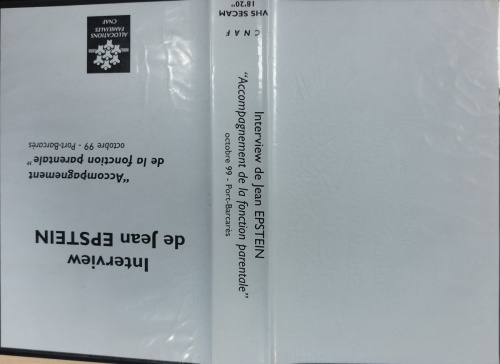 Interview
de Jean EPSTEIN
“Accompagnement
de la fonction parentale”
octobre 99 - Port-Barcarès
ALLOCATIONS
FAMILIALES
CNAF
Interview de Jean EPSTEIN
“Accompagnement de la fonction parentale”
octobre 99 - Port-Barcarès
C N A F
VHS SECAM
18'20"